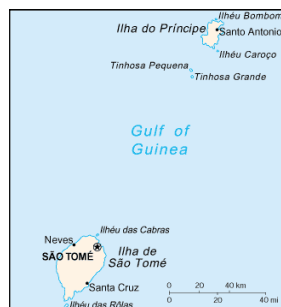 Ilhéu Bombom
Ilha do Príncipe
Santo Antonio
Ilhéu Caroço
Tinhosa Pequena
Tinhosa Grande
Gulf of
Guinea
Ilhéu das Cabras
Neves
SÃO TOMÉ
Ilha de
São Tomé
Santa Cruz
Ilhéu das Rôlas
0 20 40 km
0 20 40 mi